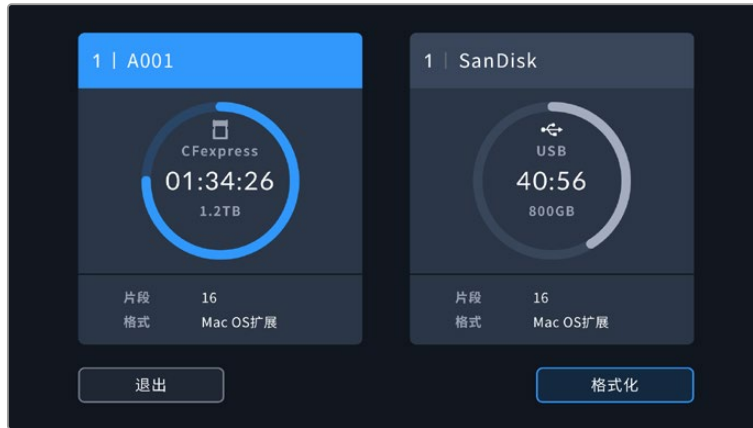 1 | A001
CFexpress
01:34:26
1.2TB
片段 16
格式 Mac OS扩展
1 | SanDisk
USB
40:56
800GB
片段 16
格式 Mac OS扩展
退出
格式化